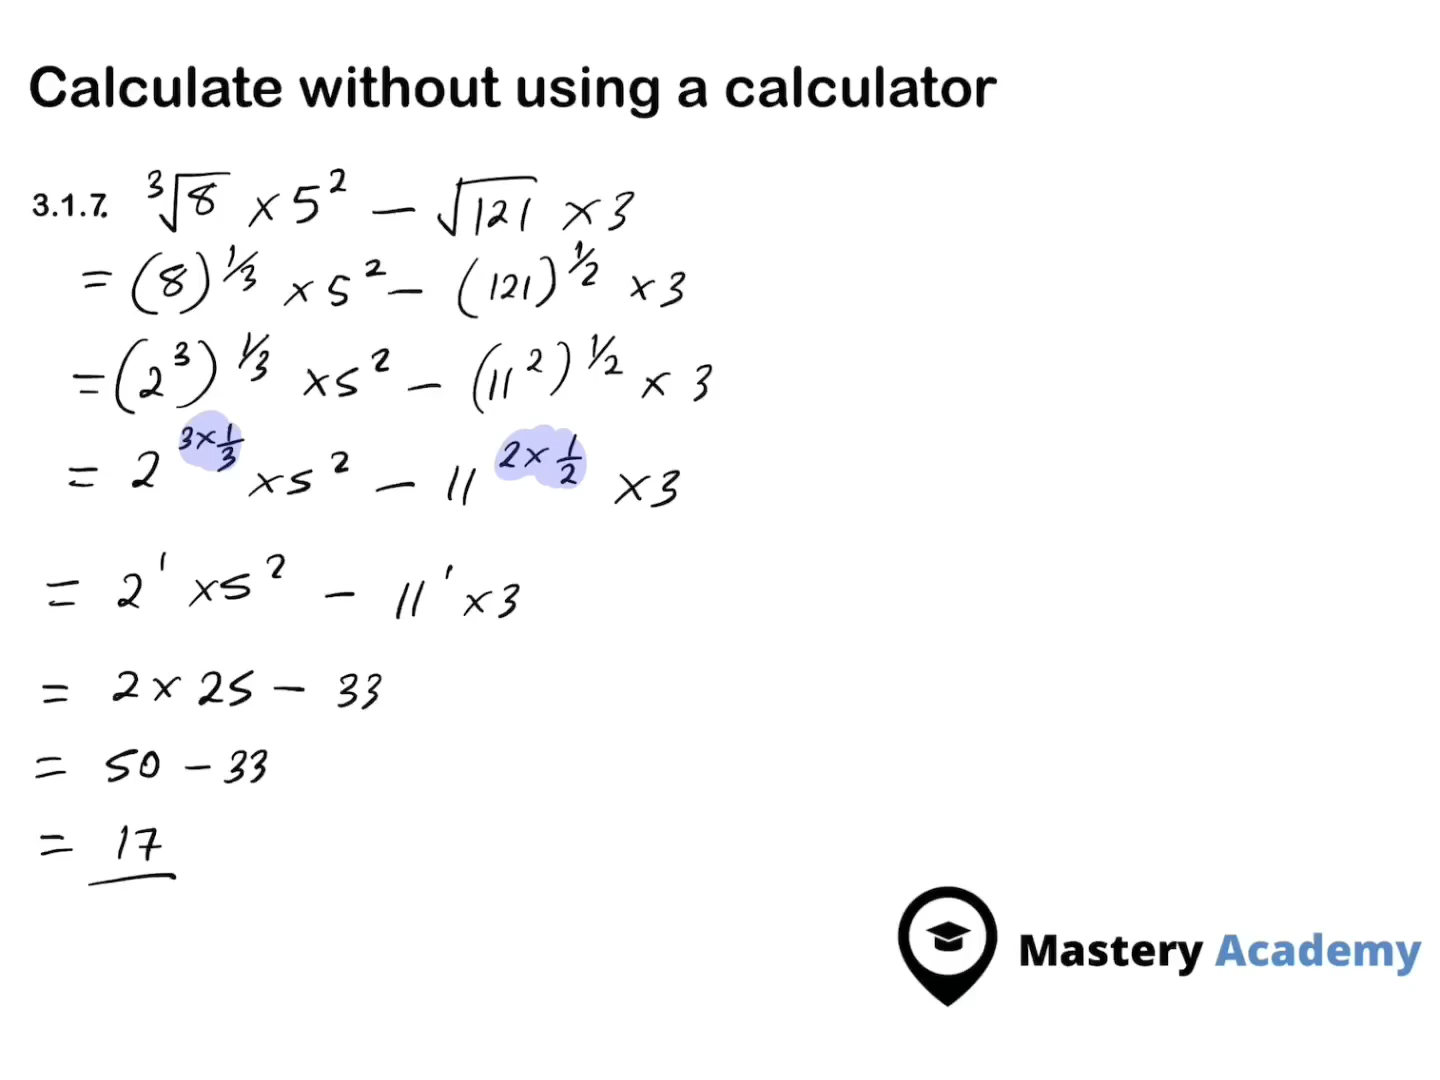 Calculate without using a calculator
3.1.7. ³√8 × 5² − √121 × 3
= (8)^1/3 × 5² − (121)^1/2 × 3
= (2³)^1/3 × 5² − (11²)^1/2 × 3
= 2^3×1/3 × 5² − 11^2×1/2 × 3
= 2¹ × 5² − 11¹ × 3
= 2 × 25 − 33
= 50 − 33
= 17
Mastery Academy